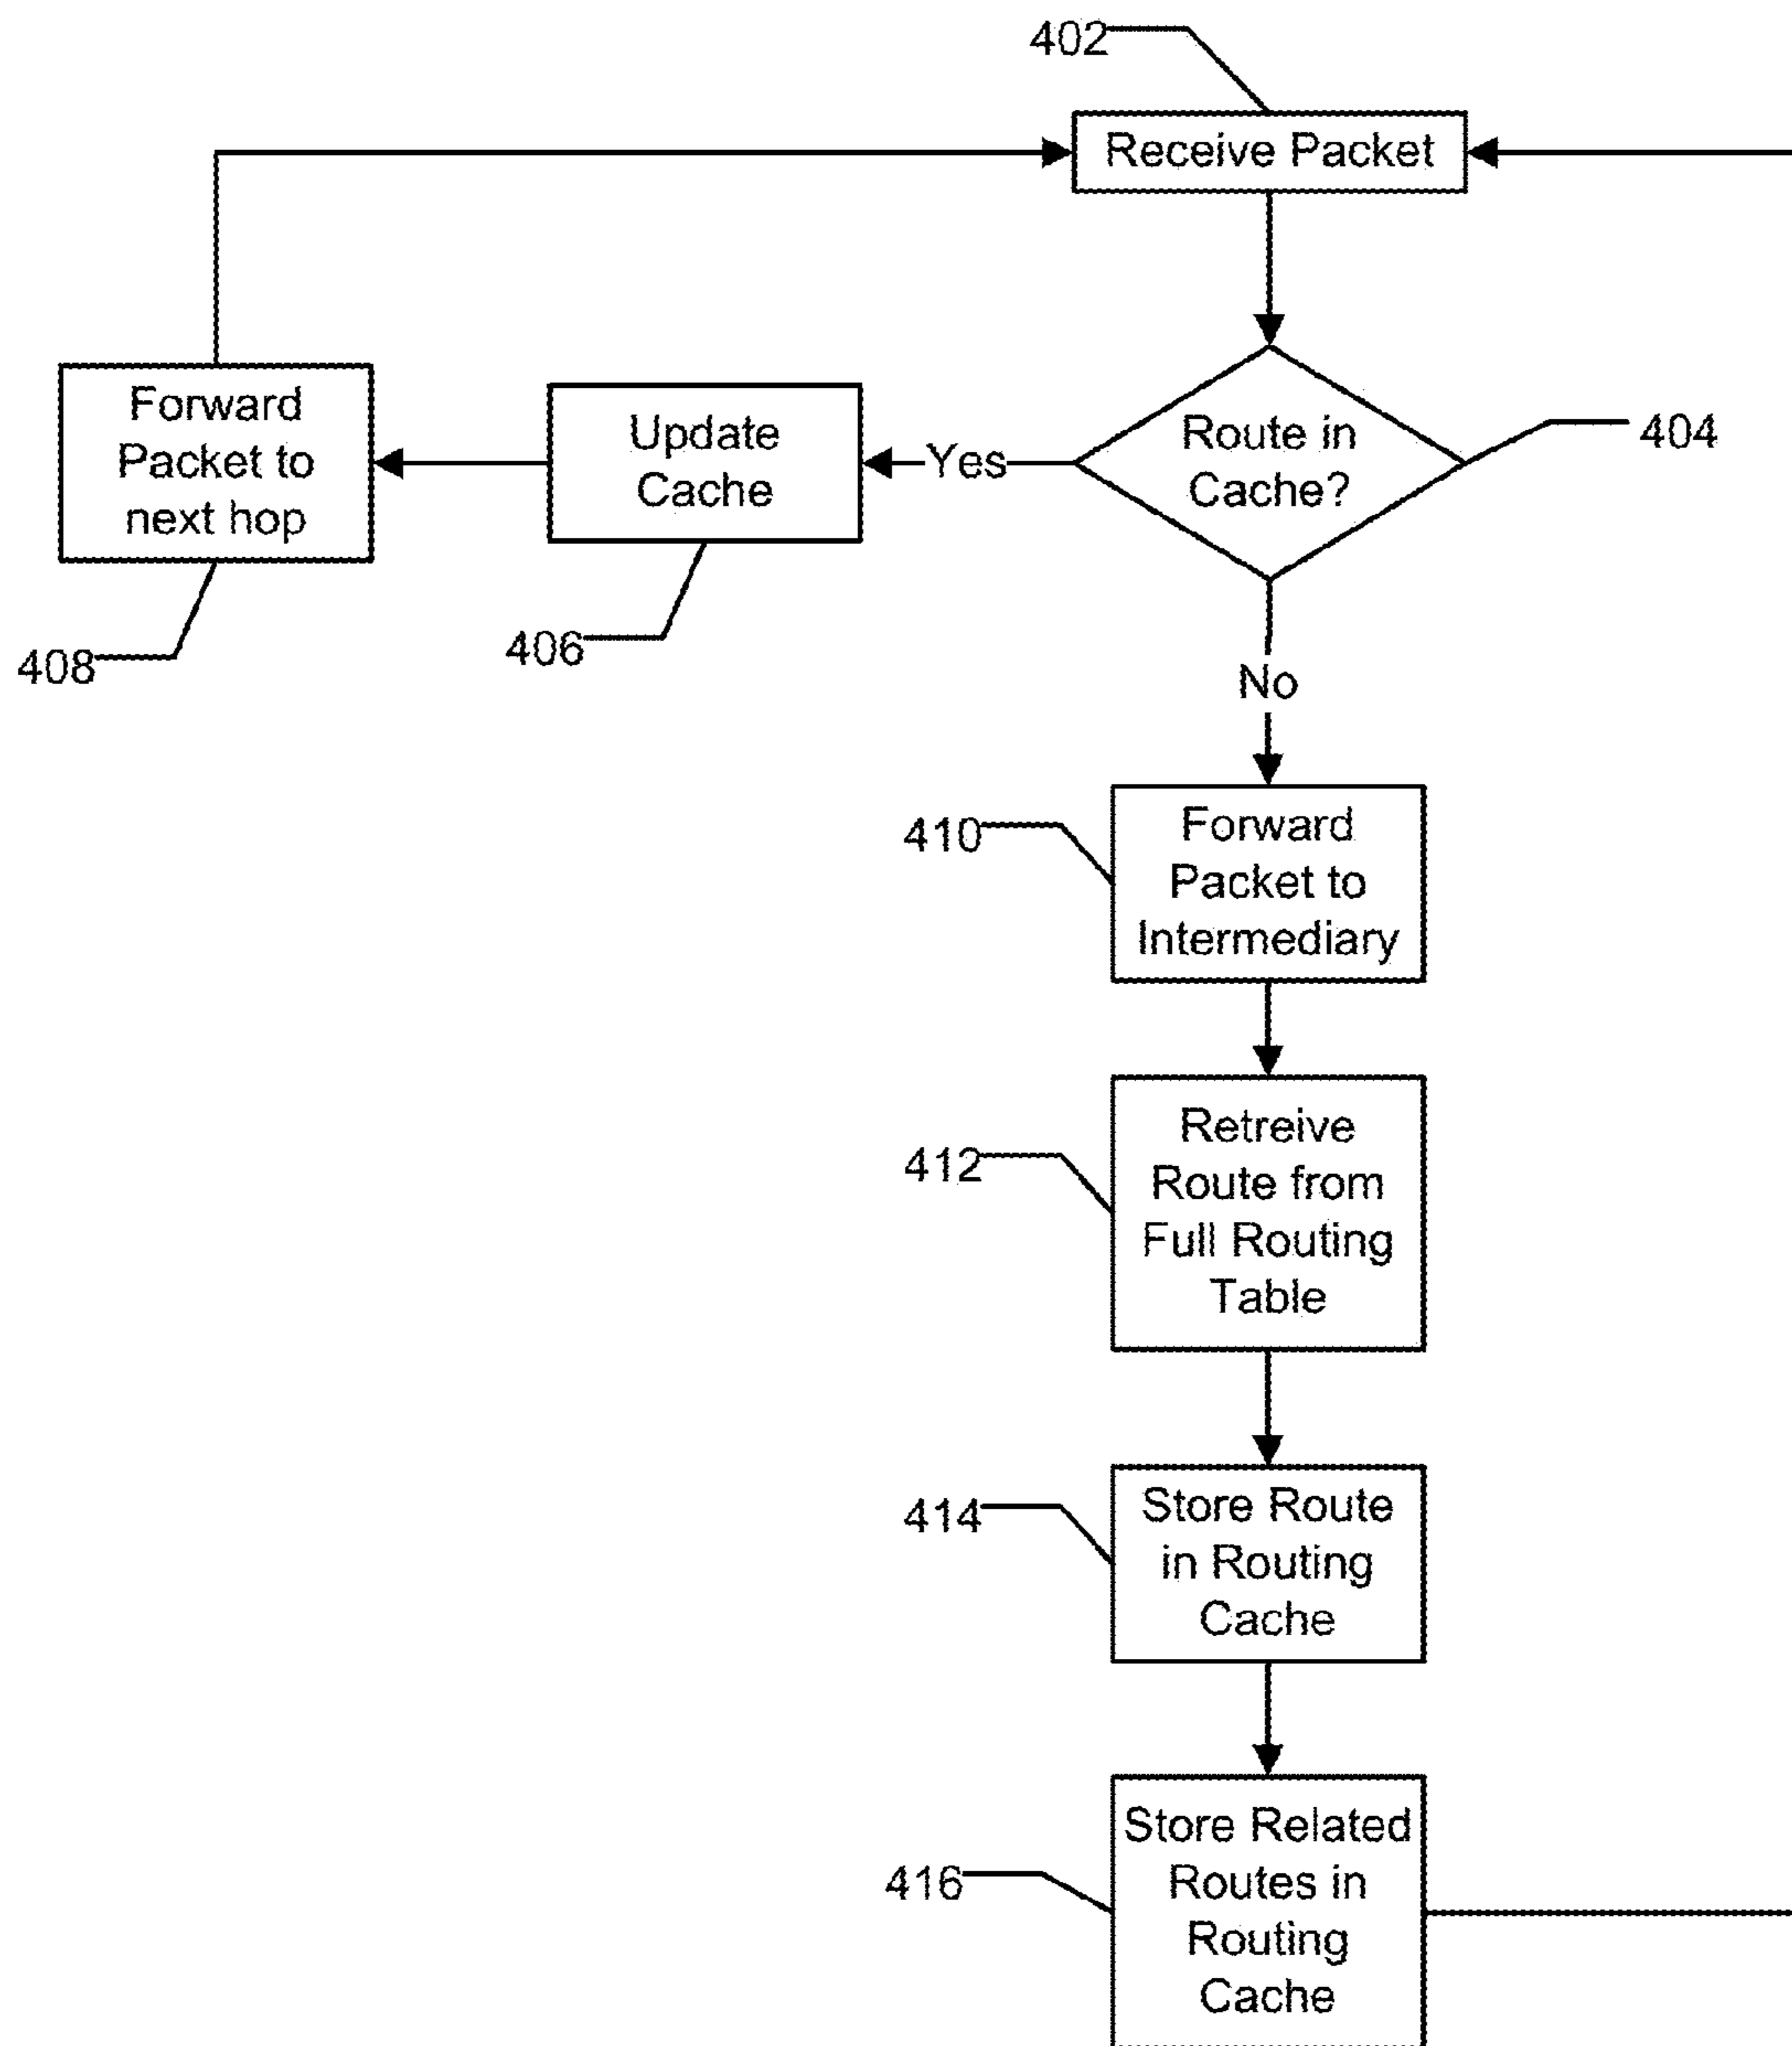 402
Receive Packet
Route in
Cache?
404
Yes
Update
Cache
406
Forward
Packet to
next hop
408
No
410
Forward
Packet to
Intermediary
412
Retreive
Route from
Full Routing
Table
414
Store Route
in Routing
Cache
416
Store Related
Routes in
Routing
Cache